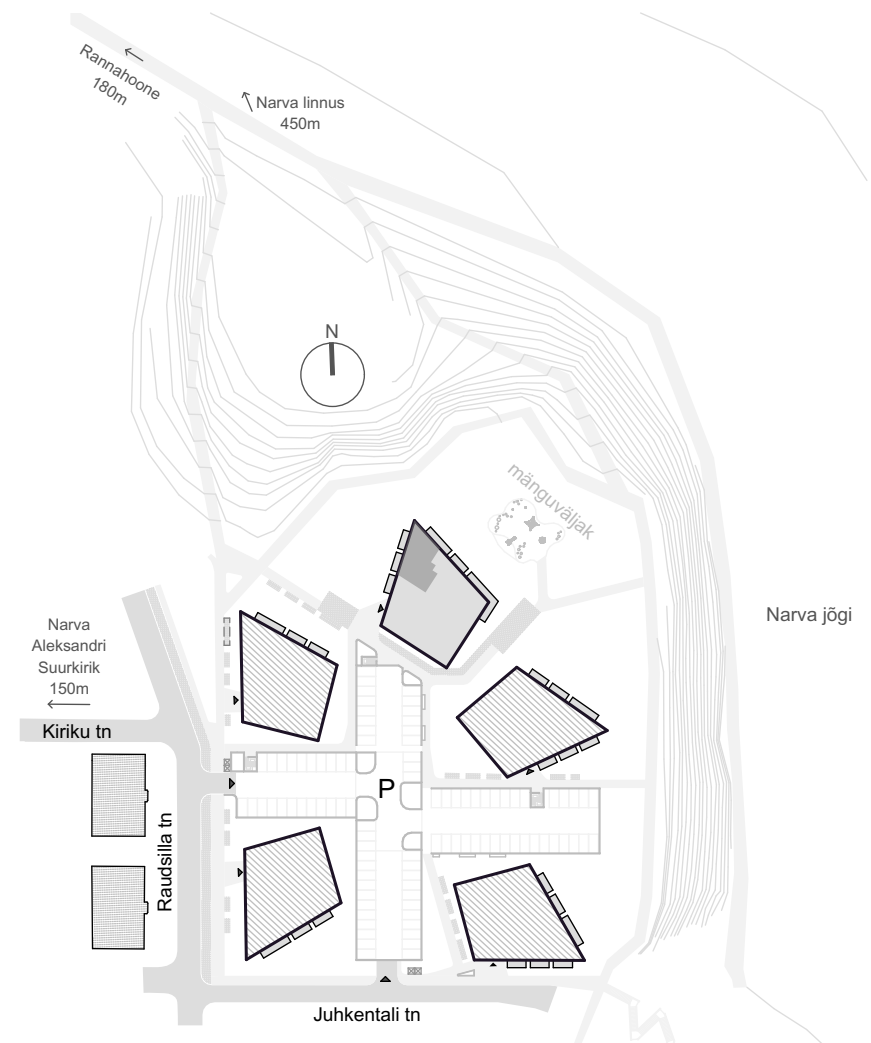 Rannahoone
180m
Narva linnus
450m
N
mänguväljak
Narva
Aleksandri
Suurkirik
150m
Narva jõgi
Kiriku tn
P
Raudsilla tn
Juhkentali tn